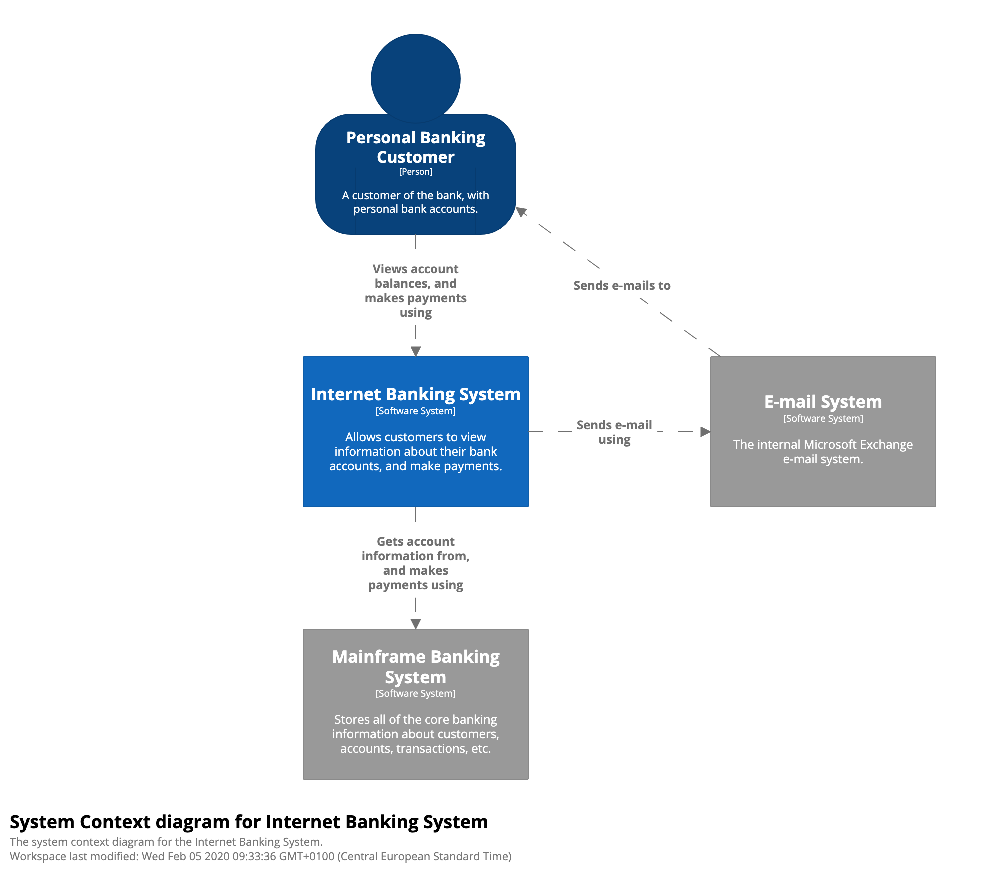 Personal Banking
Customer
[Person]
A customer of the bank, with
personal bank accounts.
Views account
balances, and
makes payments
using
Sends e-mails to
Internet Banking System
[Software System]
Allows customers to view
information about their bank
accounts, and make payments.
Sends e-mail
using
E-mail System
[Software System]
The internal Microsoft Exchange
e-mail system.
Gets account
information from,
and makes
payments using
Mainframe Banking
System
[Software System]
Stores all of the core banking
information about customers,
accounts, transactions, etc.
System Context diagram for Internet Banking System
The system context diagram for the Internet Banking System.
Workspace last modified: Wed Feb 05 2020 09:33:36 GMT+0100 (Central European Standard Time)